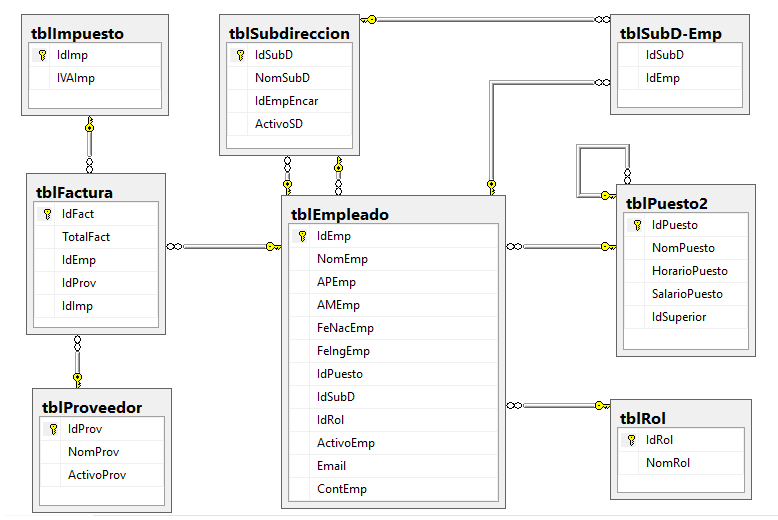 tblImpuesto
IdImp
IVAImp
tblSubdireccion
IdSubD
NomSubD
IdEmpEncar
ActivoSD
tblSubD-Emp
IdSubD
IdEmp
tblFactura
IdFact
TotalFact
IdEmp
IdProv
IdImp
tblEmpleado
IdEmp
NomEmp
APEmp
AMEmp
FeNacEmp
FeIngEmp
IdPuesto
IdSubD
IdRol
ActivoEmp
Email
ContEmp
tblPuesto2
IdPuesto
NomPuesto
HorarioPuesto
SalarioPuesto
IdSuperior
tblProveedor
IdProv
NomProv
ActivoProv
tblRol
IdRol
NomRol